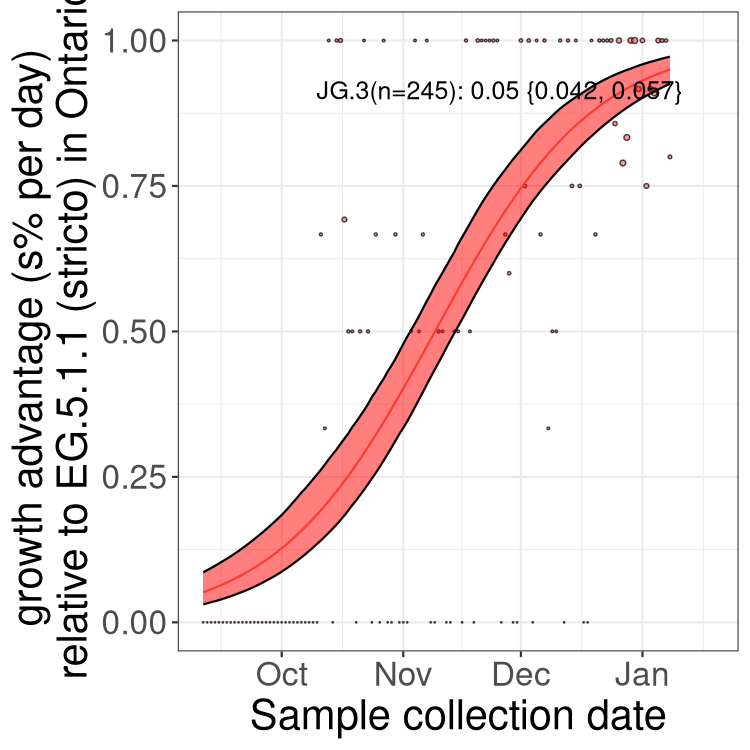 growth advantage (s% per day)
relative to EG.5.1.1 (stricto) in Ontario
1.00
0.75
0.50
0.25
0.00
JG.3(n=245): 0.05 {0.042, 0.057}
Oct Nov Dec Jan
Sample collection date